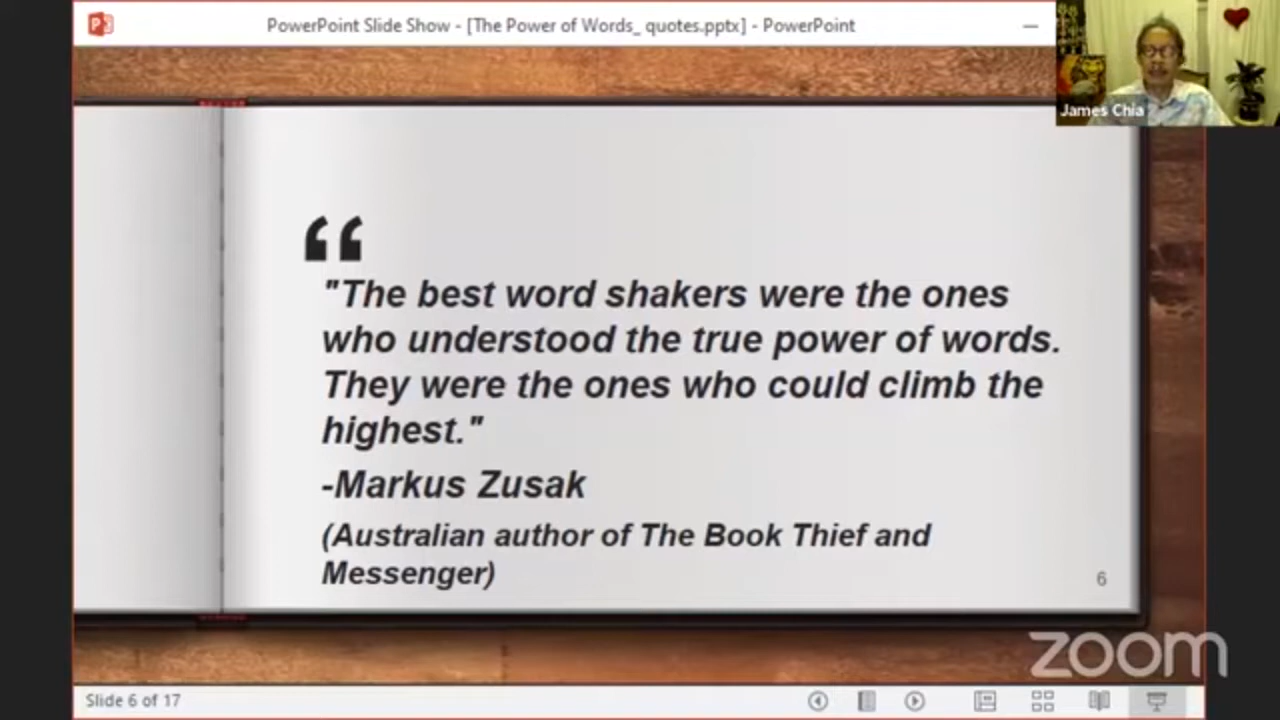 PowerPoint Slide Show - [The Power of Words_ quotes.pptx] - PowerPoint
James Chia
"The best word shakers were the ones
who understood the true power of words.
They were the ones who could climb the
highest."
-Markus Zusak
(Australian author of The Book Thief and
Messenger)
6
zoom
Slide 6 of 17